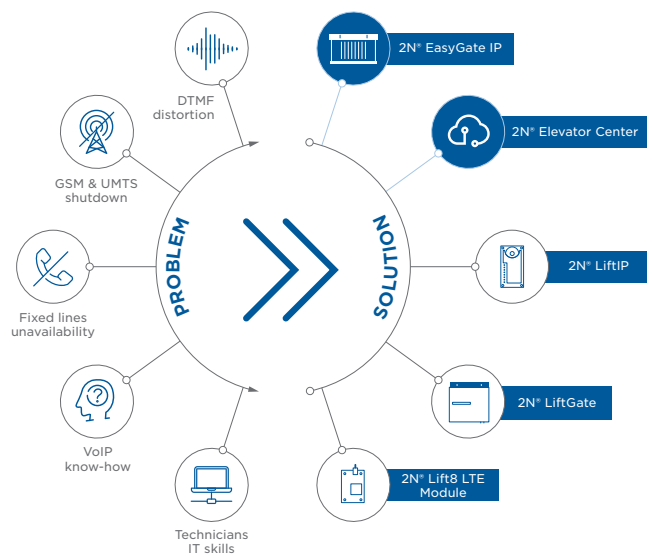 DTMF
distortion
GSM & UMTS
shutdown
Fixed lines
unavailability
VoIP
know-how
Technicians
IT skills
PROBLEM
SOLUTION
2N® EasyGate IP
2N® Elevator Center
2N® LiftIP
2N® LiftGate
2N® Lift8 LTE
Module